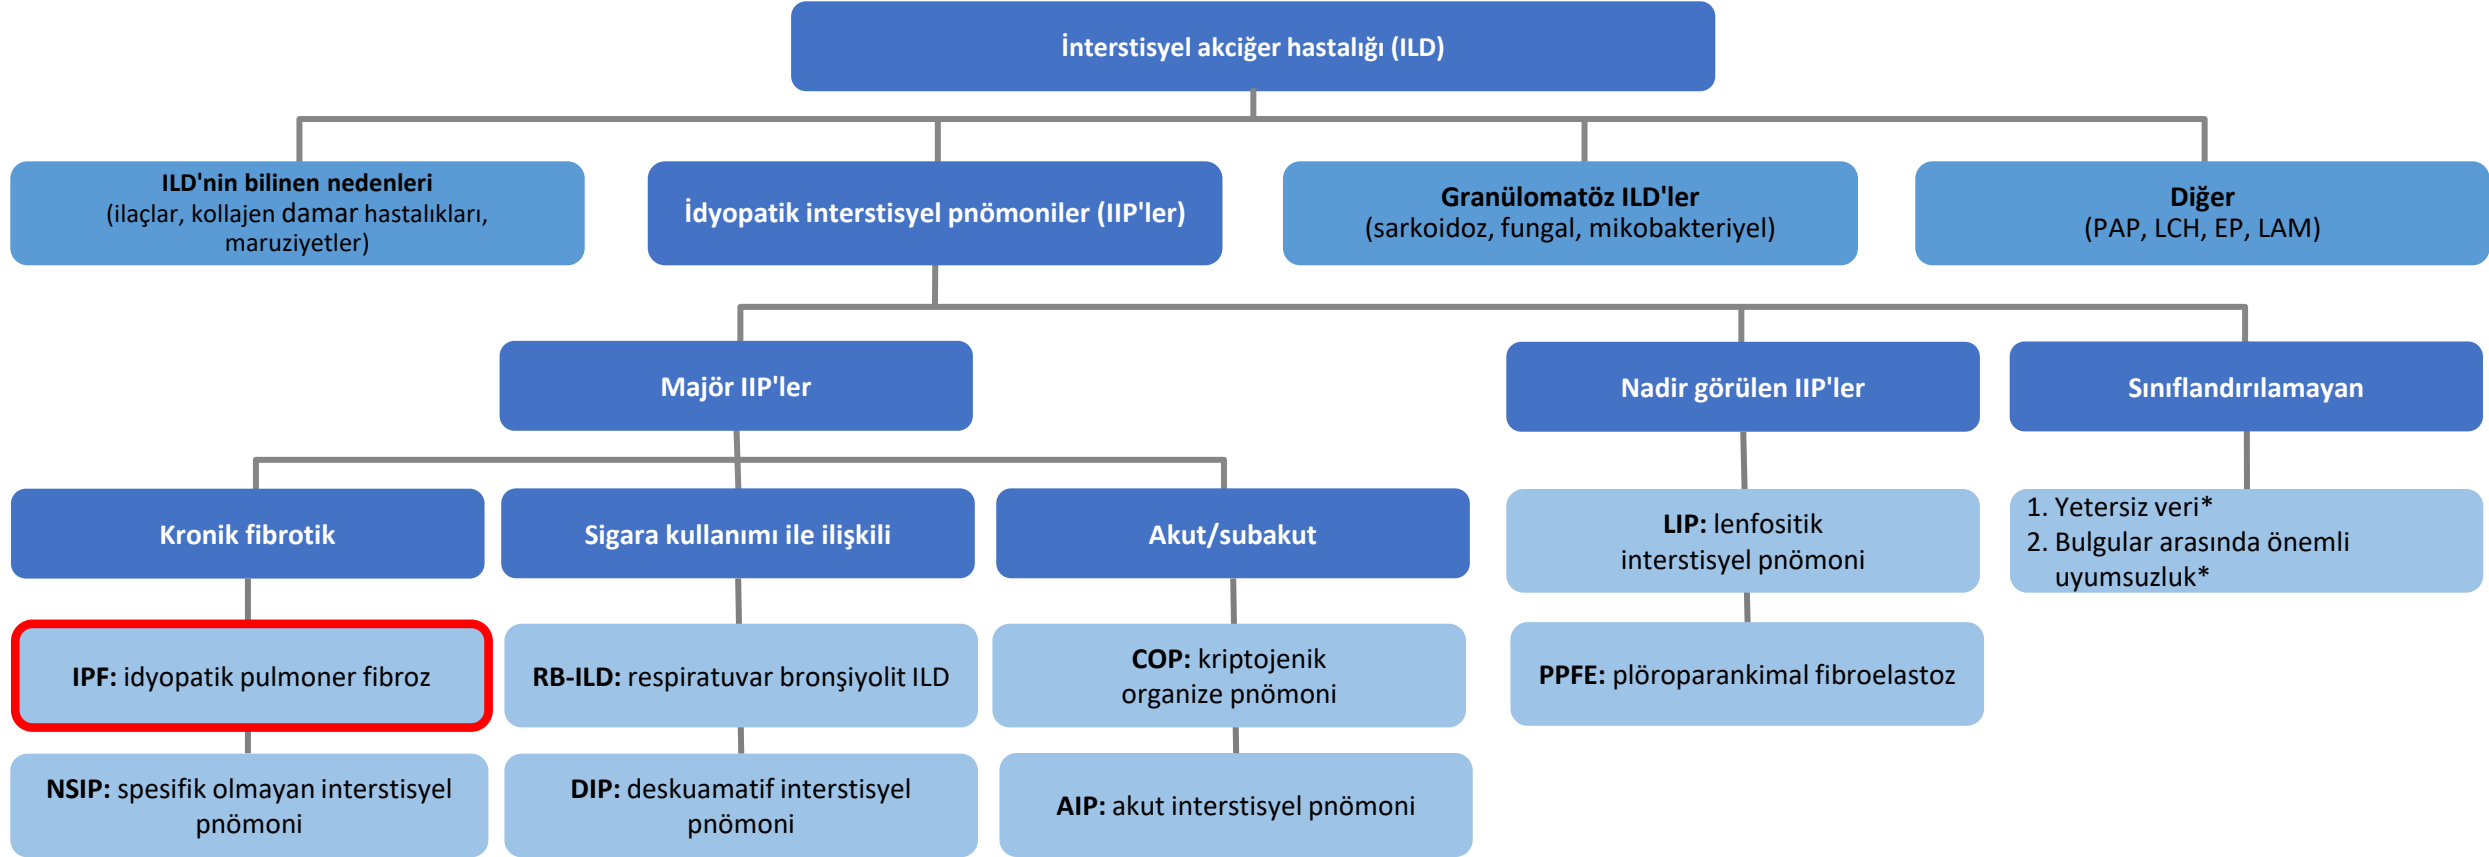 İnterstisyel akciğer hastalığı (ILD)
ILD'nin bilinen nedenleri
(ilaçlar, kollajen damar hastalıkları,
maruziyetler)
İdyopatik interstisyel pnömoniler (IIP'ler)
Granülomatöz ILD'ler
(sarkoidoz, fungal, mikobakteriyel)
Diğer
(PAP, LCH, EP, LAM)
Majör IIP'ler
Nadir görülen IIP'ler
Sınıflandırılamayan
Kronik fibrotik
Sigara kullanımı ile ilişkili
Akut/subakut
LIP: lenfositik
interstisyel pnömoni
1. Yetersiz veri*
2. Bulgular arasında önemli
uyumsuzluk*
IPF: idyopatik pulmoner fibroz
RB-ILD: respiratuvar bronşiyolit ILD
COP: kriptojenik
organize pnömoni
PPFE: plöroparankimal fibroelastoz
NSIP: spesifik olmayan interstisyel
pnömoni
DIP: deskuamatif interstisyel
pnömoni
AIP: akut interstisyel pnömoni